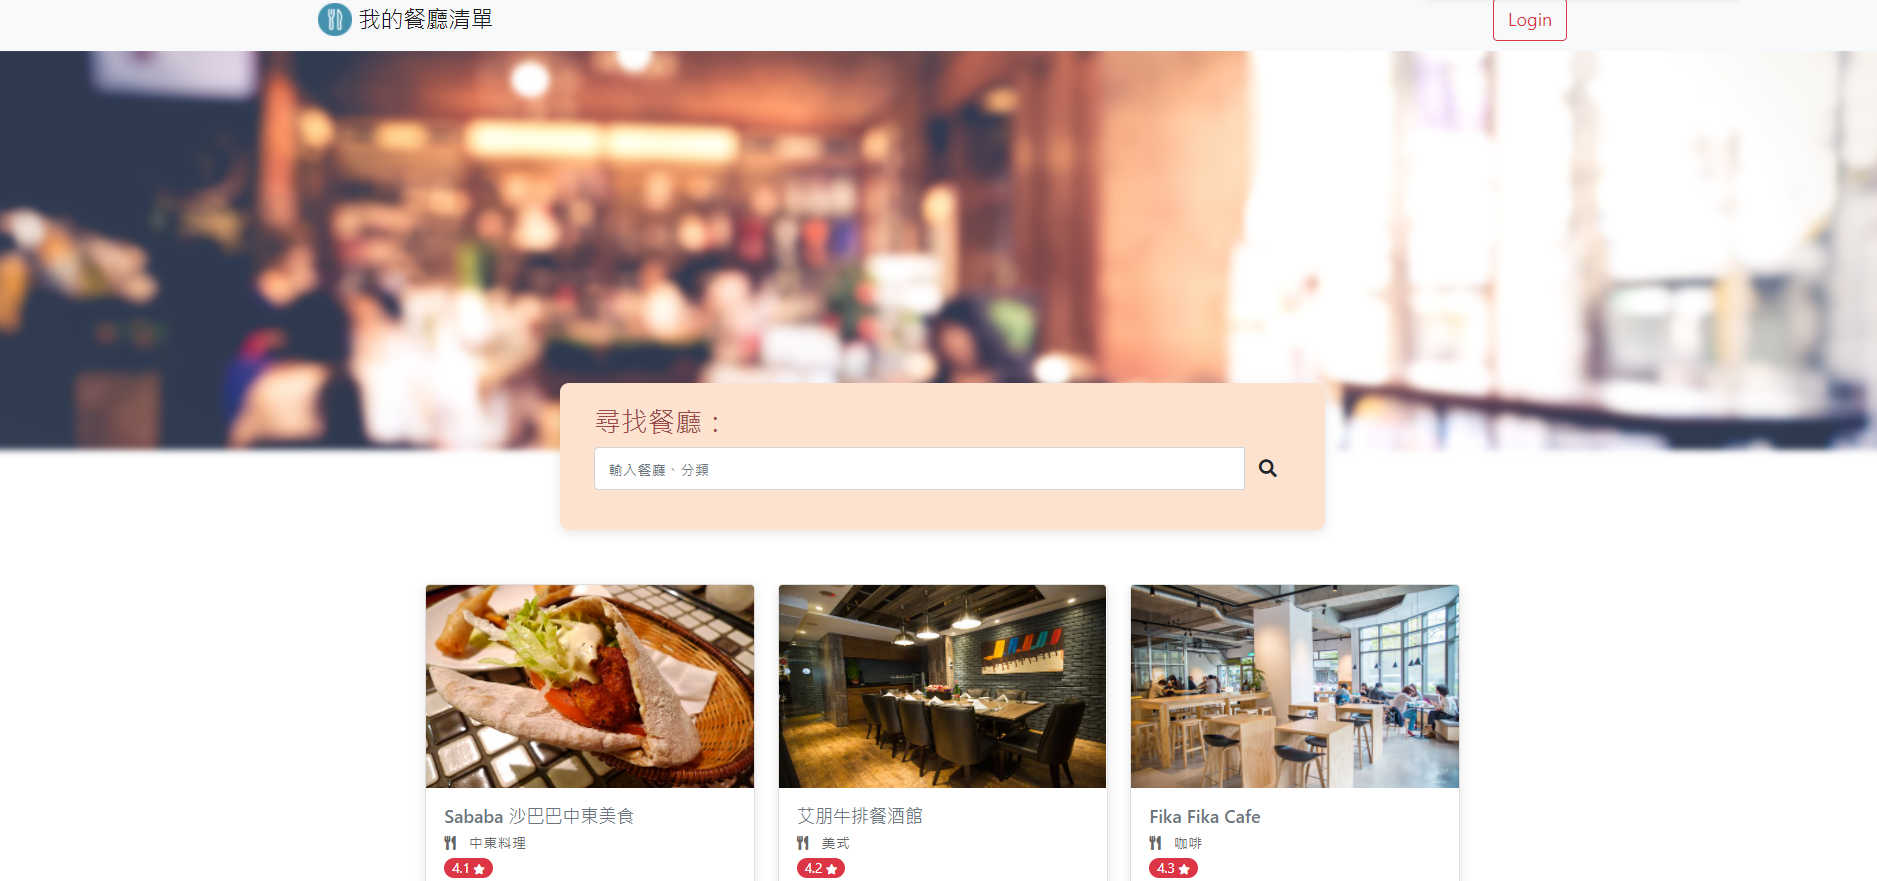 我的餐廳清單
Login
尋找餐廳：
輸入餐廳、分類
Sababa 沙巴巴中東美食
中東料理
4.1
艾朋牛排餐酒館
美式
4.2
Fika Fika Cafe
咖啡
4.3